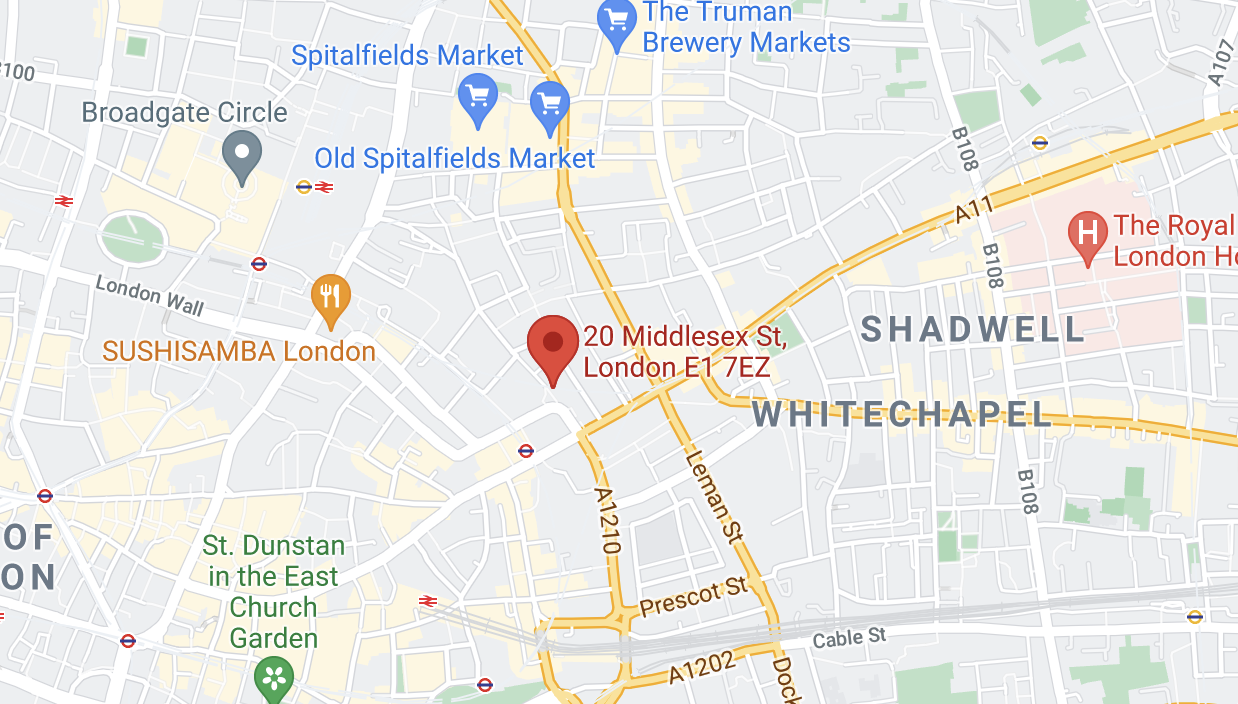 The Truman
Brewery Markets
Spitalfields Market
A107
B100
Broadgate Circle
B108
Old Spitalfields Market
A11
The Royal
London Ho
B108
London Wall
SUSHISAMBA London
20 Middlesex St,
London E1 7EZ
SHADWELL
WHITECHAPEL
Leman St
B108
A1210
OF
ON
St. Dunstan
in the East
Church
Garden
Prescot St
Cable St
A1202
Dock